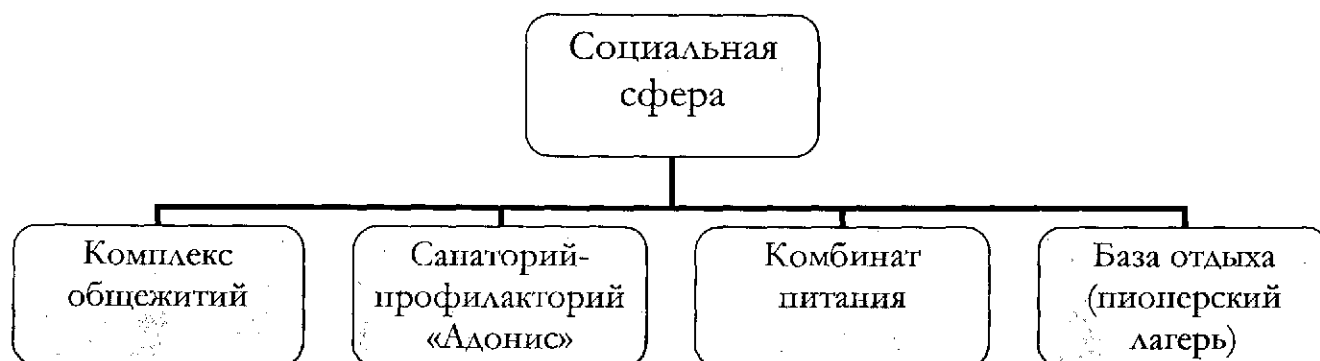 Социальная
сфера
Комплекс
общежитий
Санаторий-
профилакторий
«Адонис»
Комбинат
питания
База отдыха
(пионерский
лагерь)